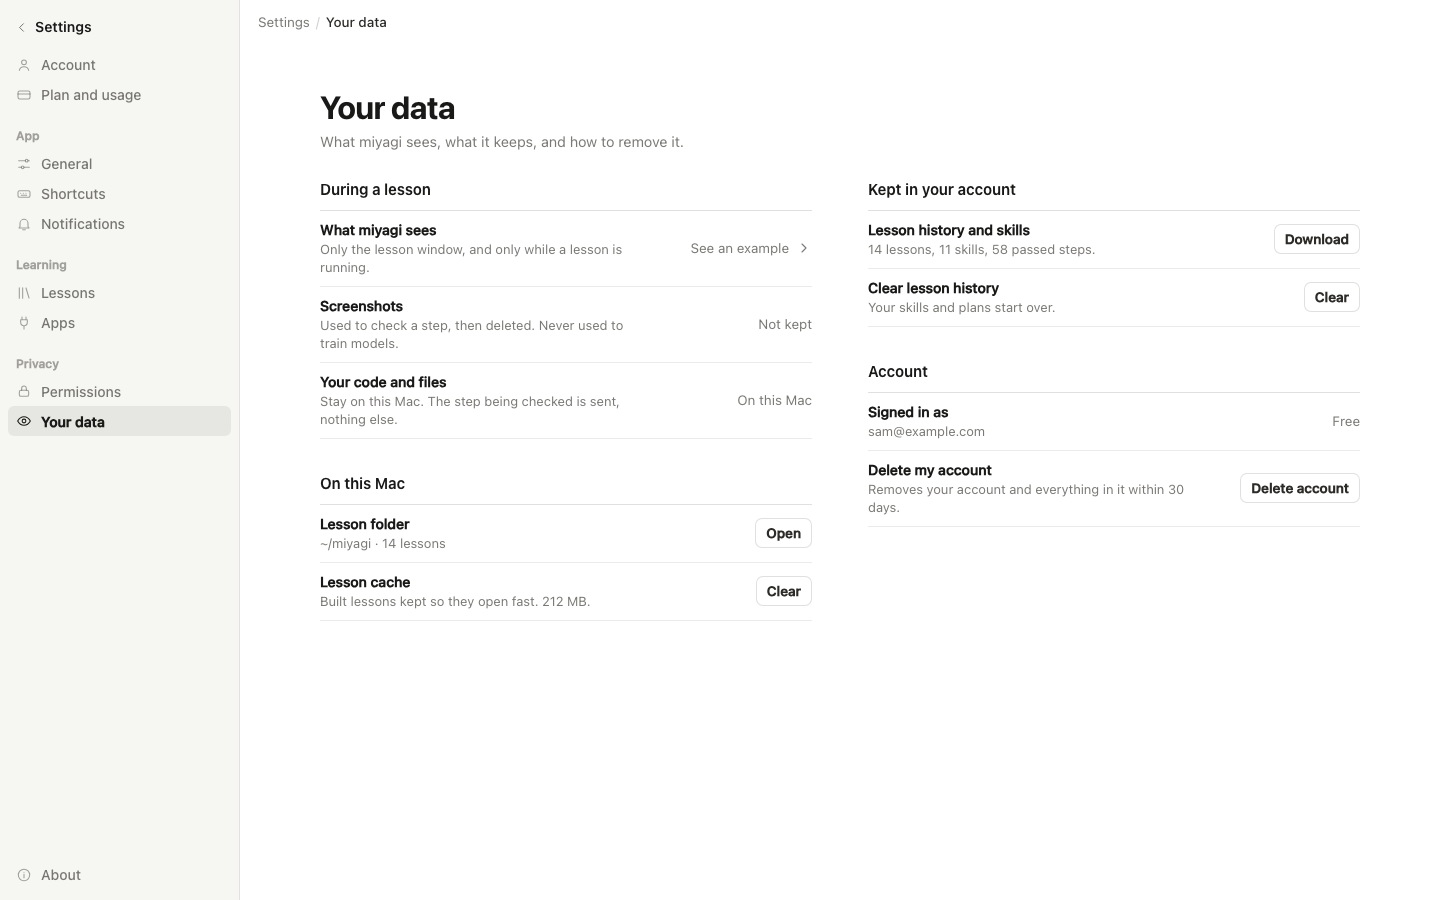 Settings
Account
Plan and usage
App
General
Shortcuts
Notifications
Learning
Lessons
Apps
Privacy
Permissions
Your data
About
Settings / Your data
Your data
What miyagi sees, what it keeps, and how to remove it.
During a lesson
What miyagi sees
Only the lesson window, and only while a lesson is
running.
See an example
Screenshots
Used to check a step, then deleted. Never used to
train models.
Not kept
Your code and files
Stay on this Mac. The step being checked is sent,
nothing else.
On this Mac
On this Mac
Lesson folder
~/miyagi · 14 lessons
Open
Lesson cache
Built lessons kept so they open fast. 212 MB.
Clear
Kept in your account
Lesson history and skills
14 lessons, 11 skills, 58 passed steps.
Download
Clear lesson history
Your skills and plans start over.
Clear
Account
Signed in as
sam@example.com
Free
Delete my account
Removes your account and everything in it within 30
days.
Delete account